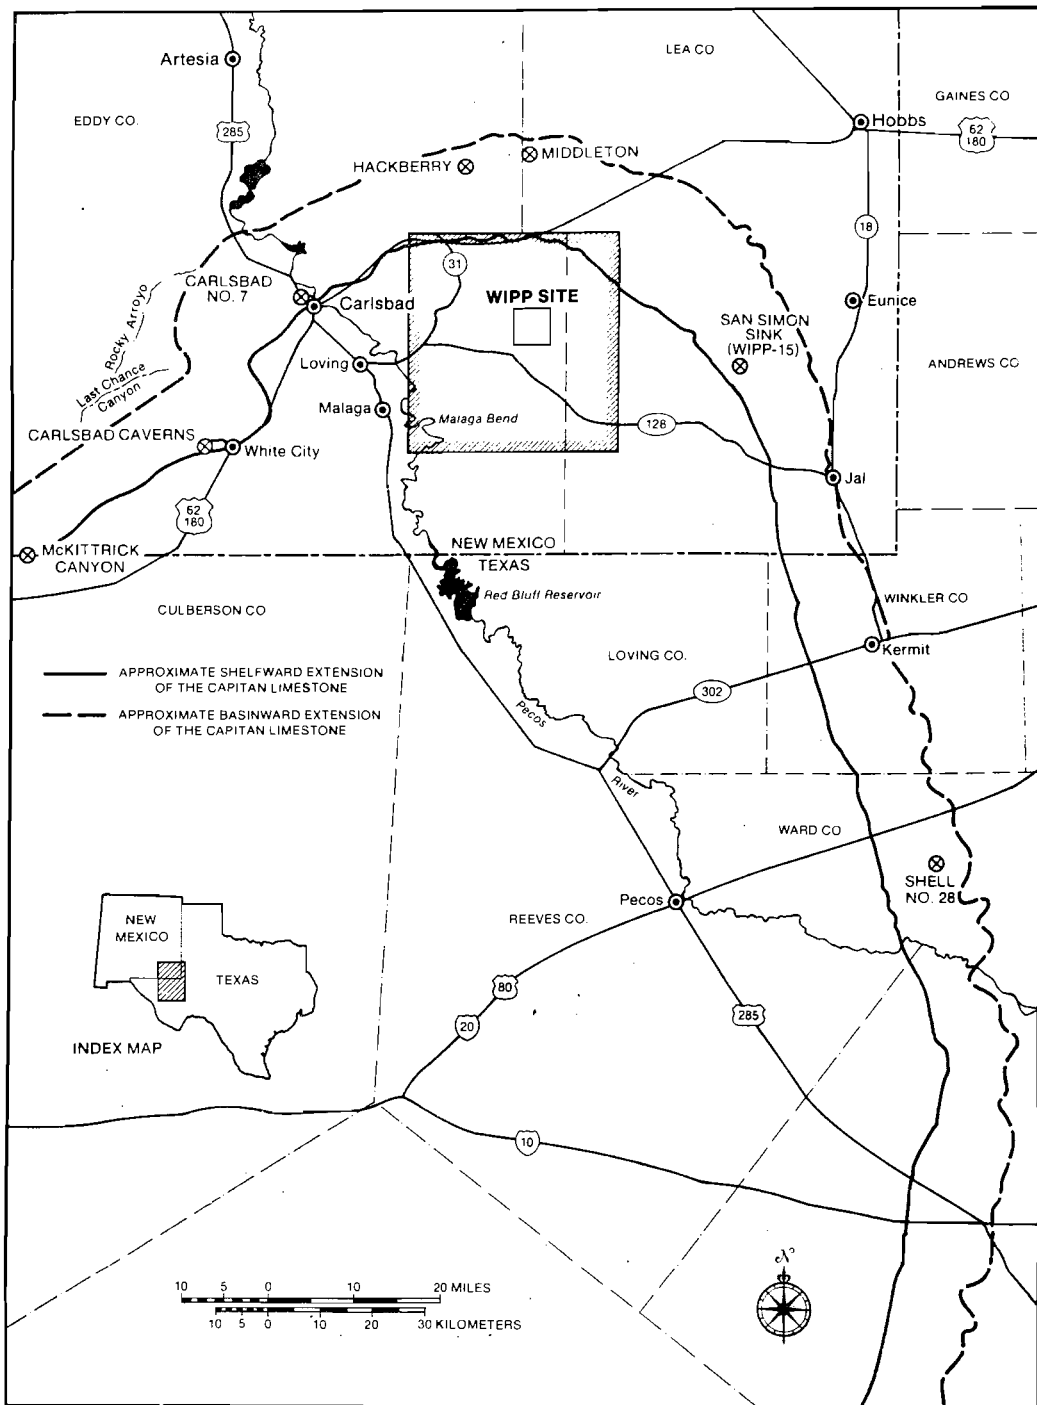 LEA CO
Artesia
GAINES CO
EDDY CO.
Hobbs
285
62
180
HACKBERRY
MIDDLETON
18
31
CARLSBAD
NO. 7
Carlsbad
WIPP SITE
Eunice
Rocky Arroyo
SAN SIMON
SINK
(WIPP-15)
Loving
ANDREWS CO
Last Chance
Canyon
Malaga
Malaga Bend
128
CARLSBAD CAVERNS
White City
Jal
62
180
McKITTRICK
CANYON
NEW MEXICO
TEXAS
Red Bluff Reservoir
CULBERSON CO
WINKLER CO
LOVING CO.
Kermit
APPROXIMATE SHELFWARD EXTENSION
OF THE CAPITAN LIMESTONE
302
APPROXIMATE BASINWARD EXTENSION
OF THE CAPITAN LIMESTONE
Pecos
River
WARD CO
SHELL
NO. 28
Pecos
REEVES CO.
NEW
MEXICO
TEXAS
80
285
20
INDEX MAP
10
N
10 5 0 10 20 MILES
10 5 0 10 20 30 KILOMETERS